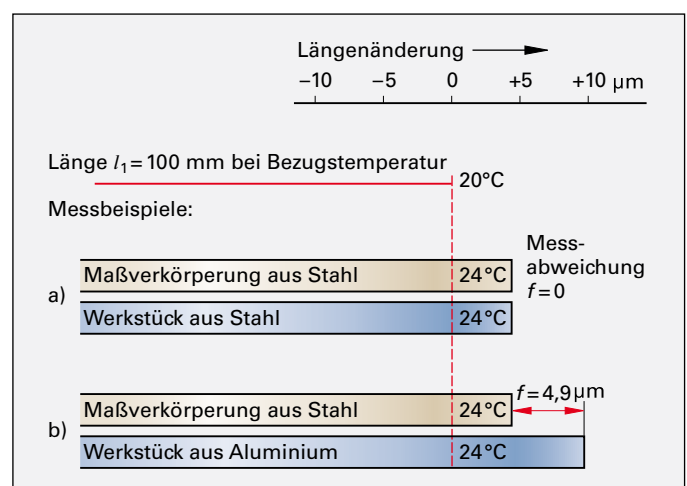 Längenänderung
–10 –5 0 +5 +10 µm
Länge l₁ = 100 mm bei Bezugstemperatur
20°C
Messbeispiele:
Mess-
abweichung
f = 0
a)
Maßverkörperung aus Stahl 24°C
Werkstück aus Stahl 24°C
f = 4,9 µm
b)
Maßverkörperung aus Stahl 24°C
Werkstück aus Aluminium 24°C